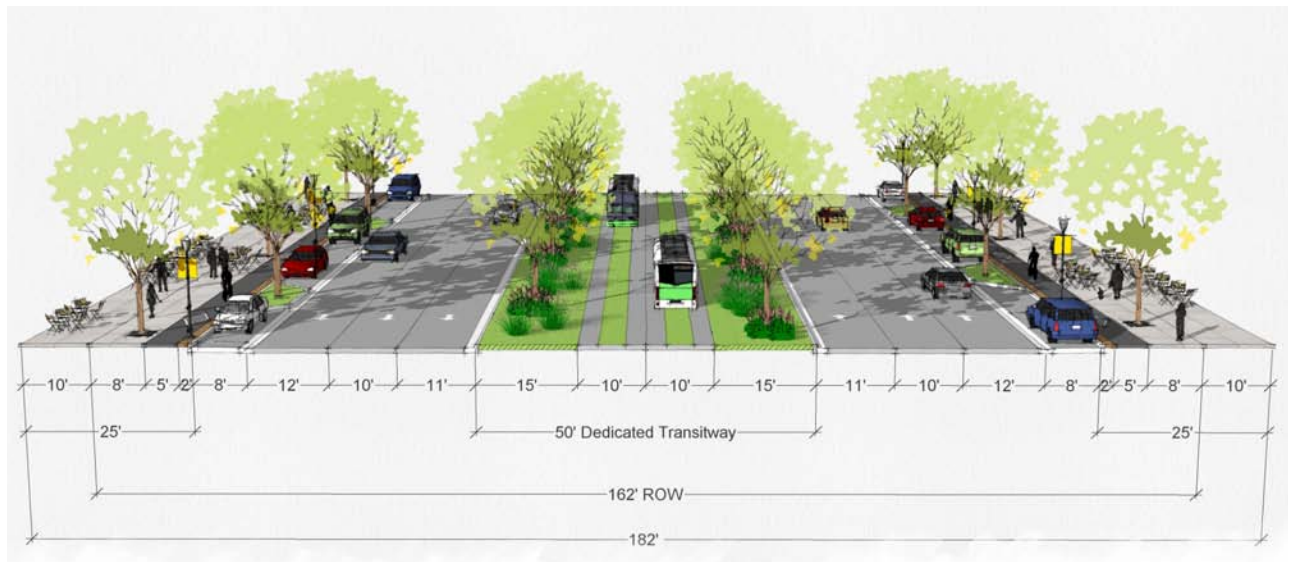 10' 8' 5' 2' 8' 12' 10' 11' 15' 10' 10' 15' 11' 10' 12' 8' 2' 5' 8' 10'
25' 50' Dedicated Transitway 25'
162' ROW
182'